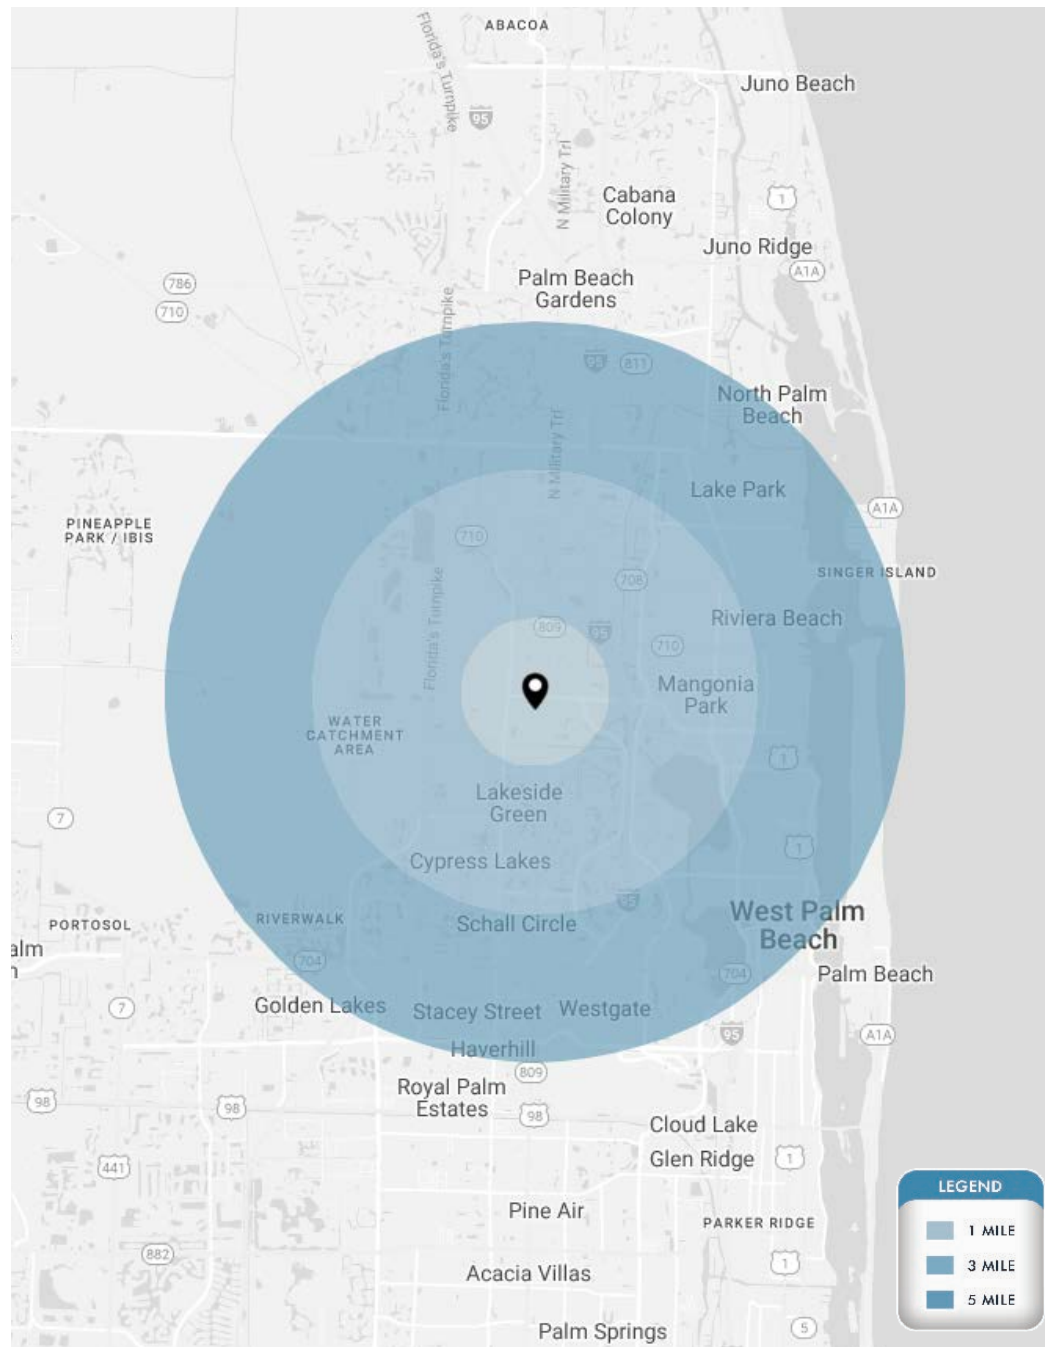 ABACOA
Florida's Turnpike
95
Juno Beach
N Military Trl
Cabana
Colony
1
Juno Ridge
A1A
786
710
Palm Beach
Gardens
Florida's Turnpike
95
811
North Palm
Beach
N Military Trl
Lake Park
A1A
PINEAPPLE
PARK / IBIS
710
SINGER ISLAND
708
Florida's Turnpike
Riviera Beach
809
95
710
Mangonia
Park
WATER
CATCHMENT
AREA
1
Lakeside
Green
7
1
Cypress Lakes
95
RIVERWALK
Schall Circle
West Palm
Beach
PORTOSOL
alm
h
704
704
Palm Beach
7
Golden Lakes
Stacey Street
Westgate
95
A1A
Haverhill
809
Royal Palm
Estates
98
98
98
Cloud Lake
Glen Ridge
1
441
Pine Air
PARKER RIDGE
882
1
Acacia Villas
Palm Springs
5
LEGEND
1 MILE
3 MILE
5 MILE